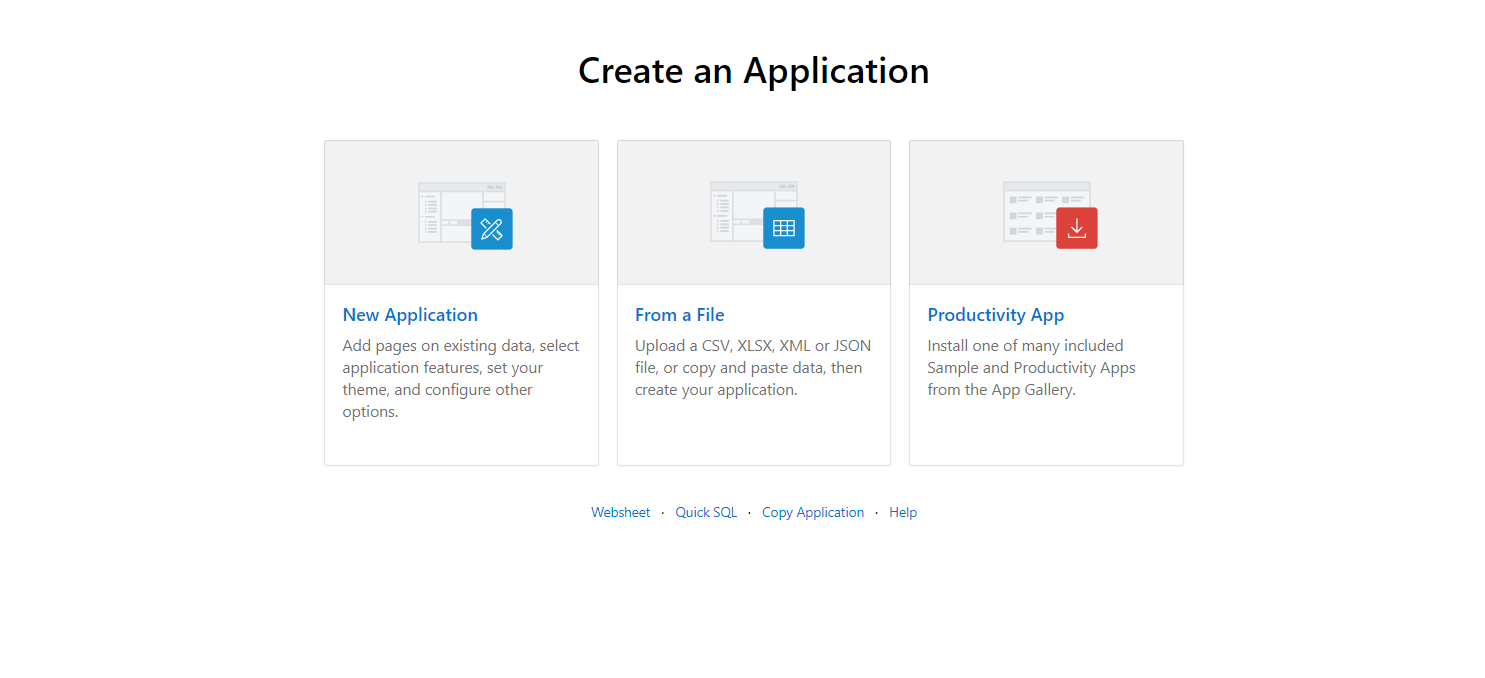 Create an Application
New Application
Add pages on existing data, select
application features, set your
theme, and configure other
options.
From a File
Upload a CSV, XLSX, XML or JSON
file, or copy and paste data, then
create your application.
Productivity App
Install one of many included
Sample and Productivity Apps
from the App Gallery.
Websheet · Quick SQL · Copy Application · Help